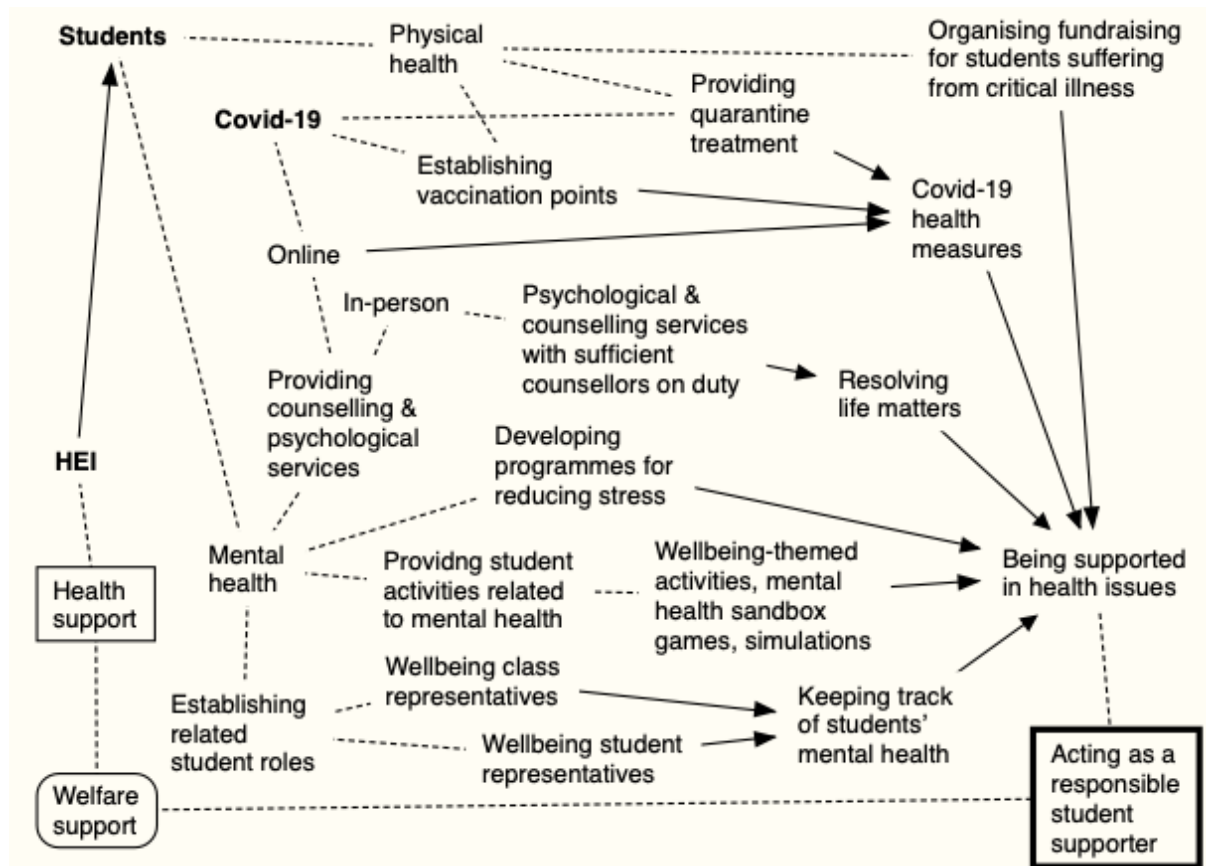 Students
Physical
health
Organising fundraising
for students suffering
from critical illness
Covid-19
Providing
quarantine
treatment
Establishing
vaccination points
Covid-19
health
measures
Online
In-person
Psychological &
counselling services
with sufficient
counsellors on duty
Providing
counselling &
psychological
services
Resolving
life matters
HEI
Developing
programmes for
reducing stress
Mental
health
Providng student
activities related
to mental health
Wellbeing-themed
activities, mental
health sandbox
games, simulations
Being supported
in health issues
Health
support
Wellbeing class
representatives
Establishing
related
student roles
Wellbeing student
representatives
Keeping track
of students’
mental health
Welfare
support
Acting as a
responsible
student
supporter